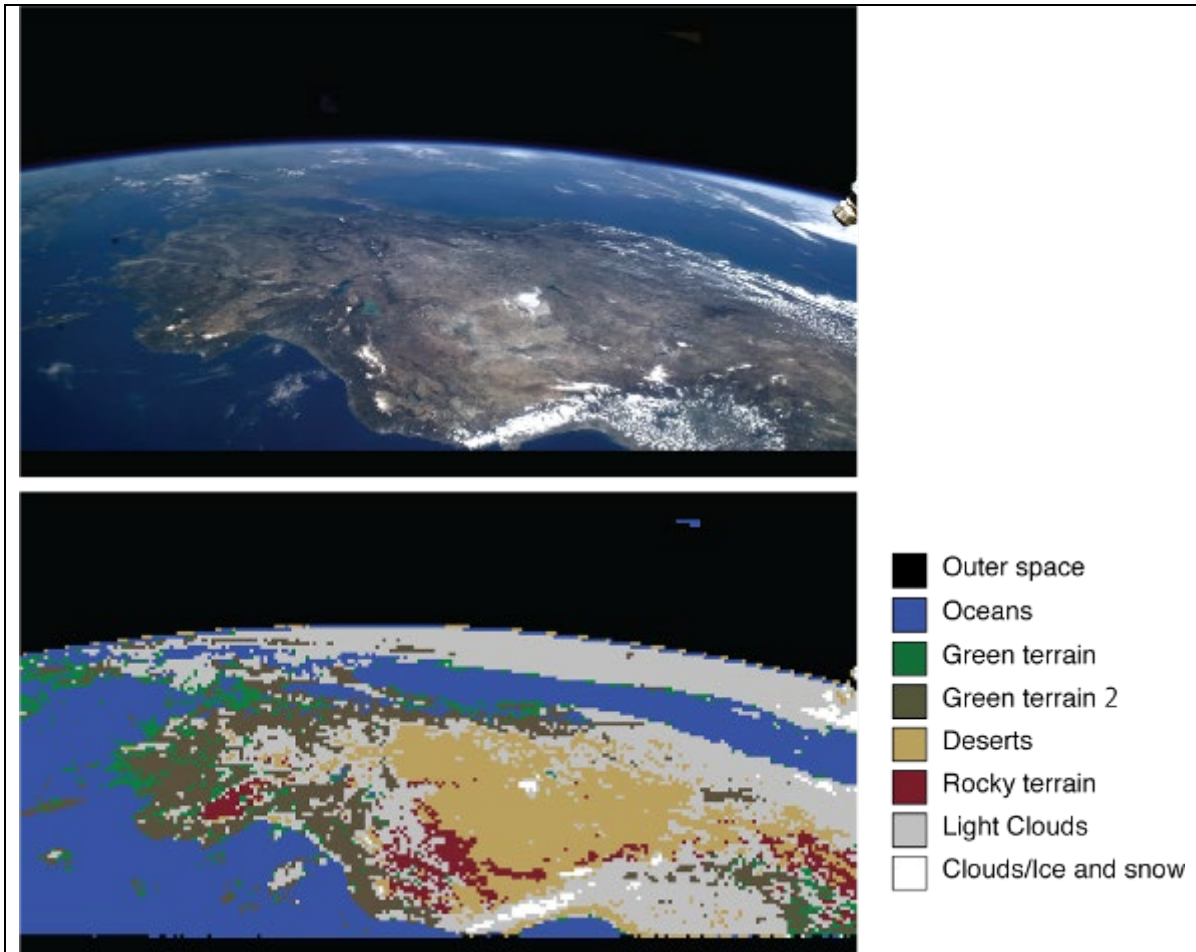 Outer space
Oceans
Green terrain
Green terrain 2
Deserts
Rocky terrain
Light Clouds
Clouds/Ice and snow